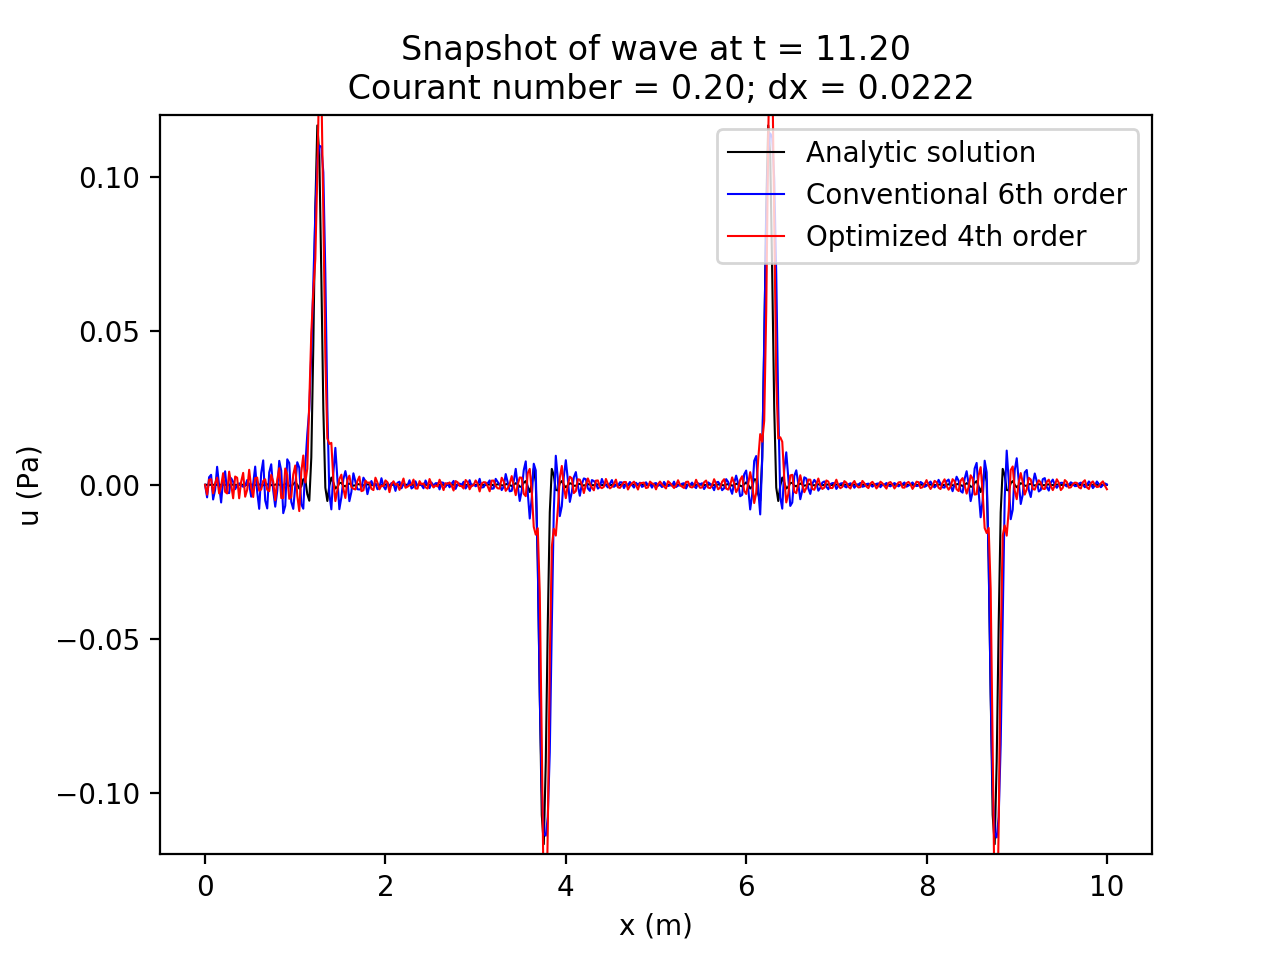 Snapshot of wave at t = 11.20
Courant number = 0.20; dx = 0.0222
Analytic solution
Conventional 6th order
Optimized 4th order
0.10
0.05
0.00
−0.05
−0.10
u (Pa)
0 2 4 6 8 10
x (m)